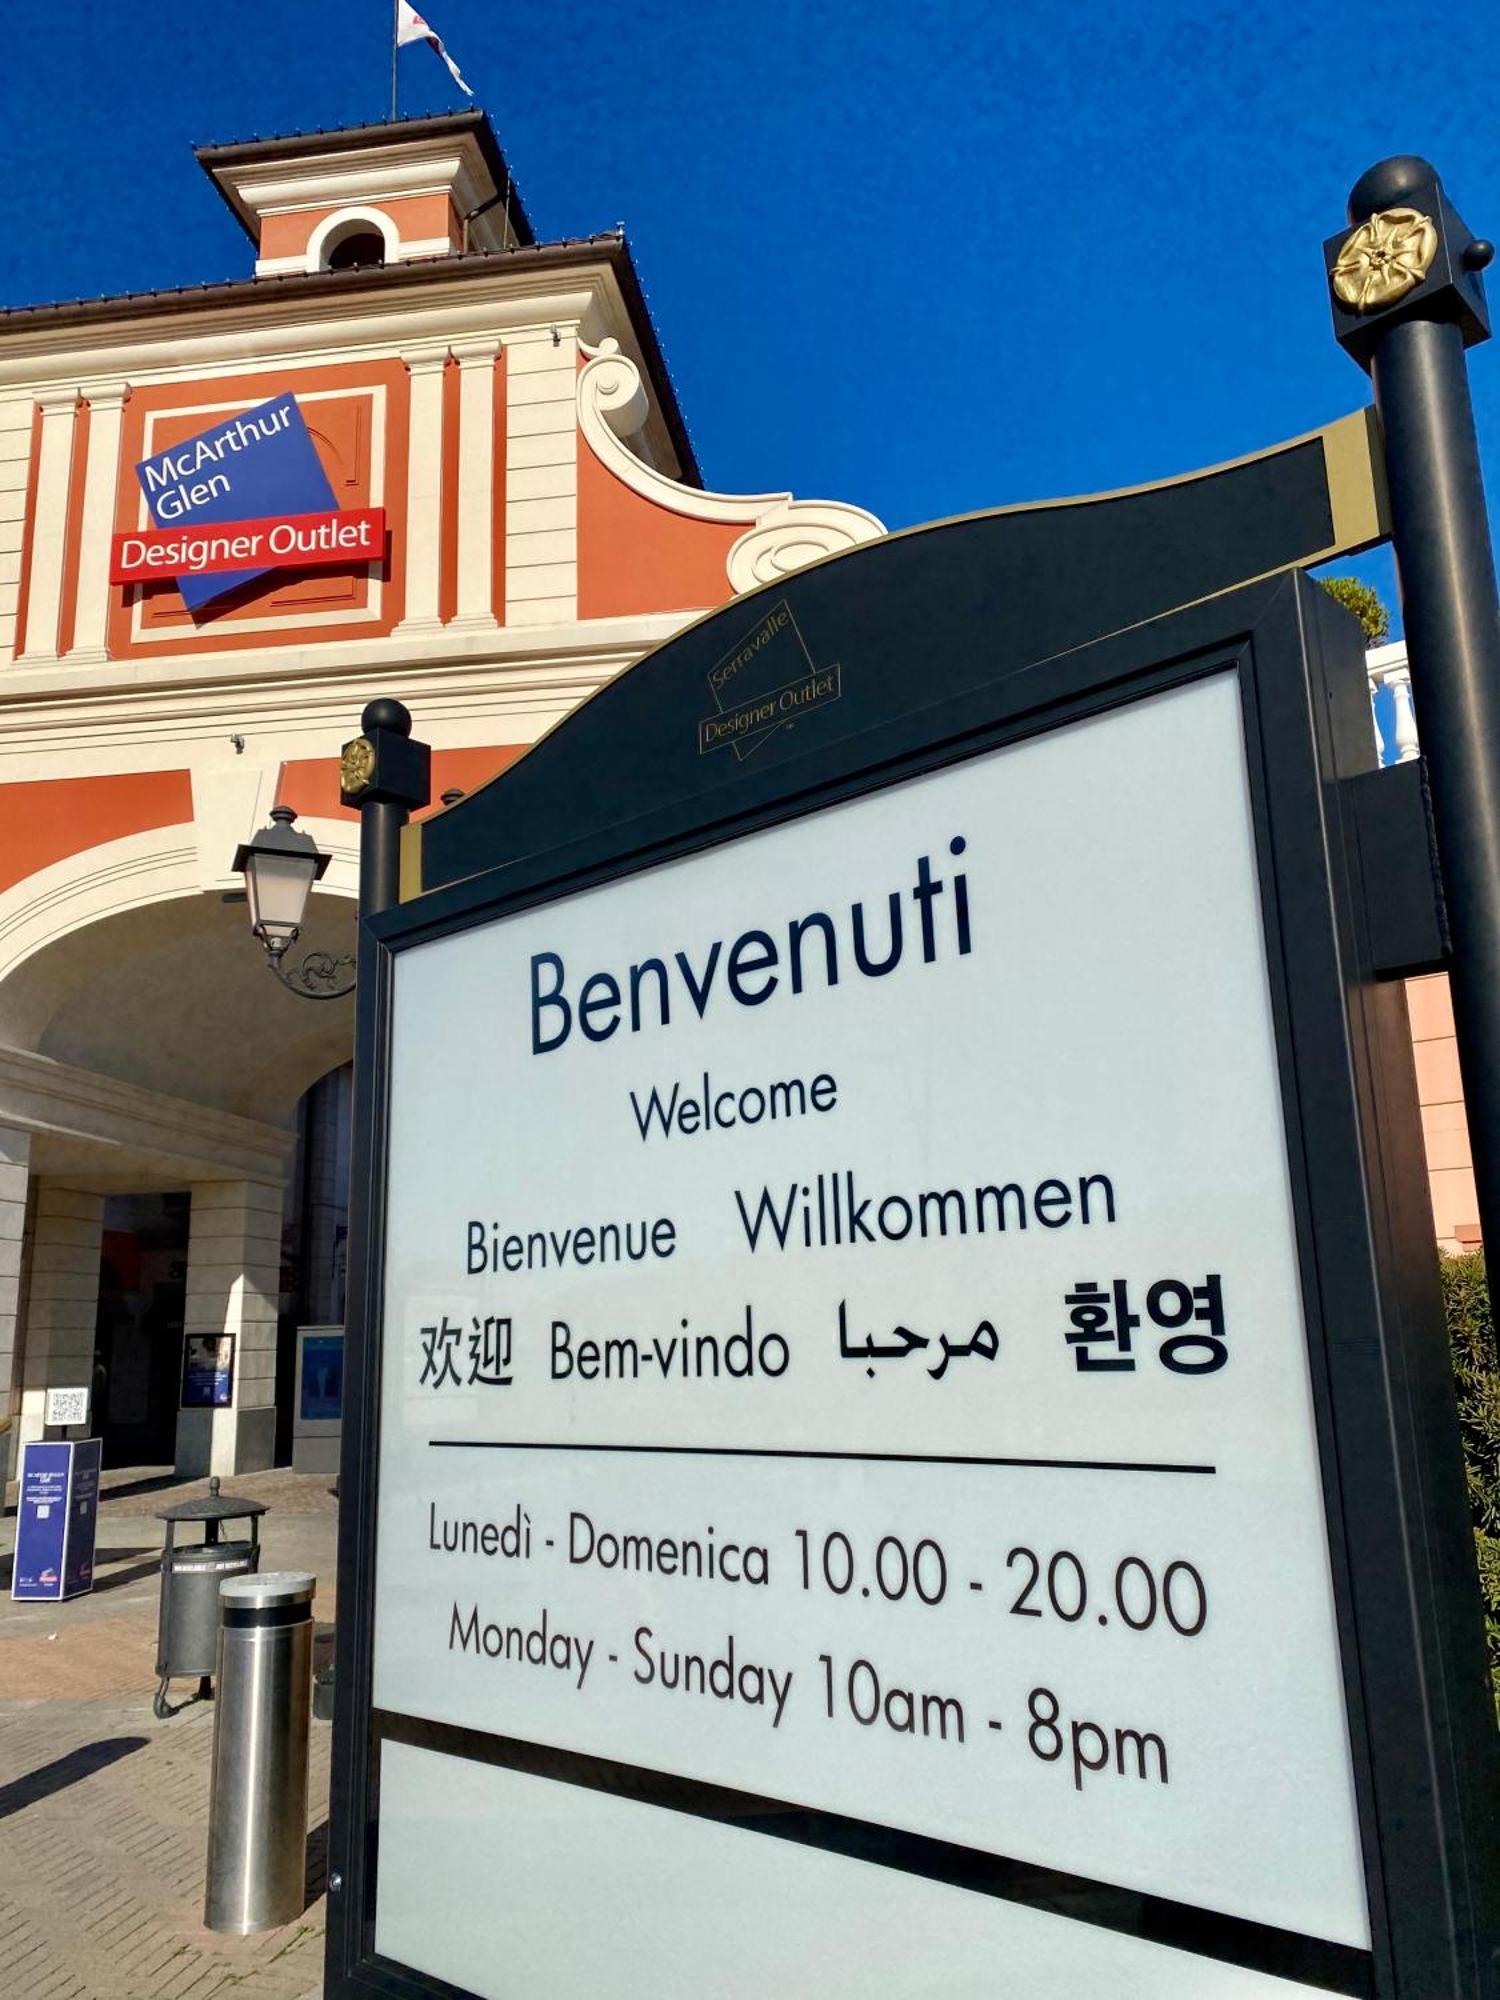 McArthur
Glen
Designer Outlet
Serravalle
Designer Outlet
Benvenuti
Welcome
Bienvenue Willkommen
欢迎 Bem-vindo مرحبا 환영
Lunedì - Domenica 10.00 - 20.00
Monday - Sunday 10am - 8pm